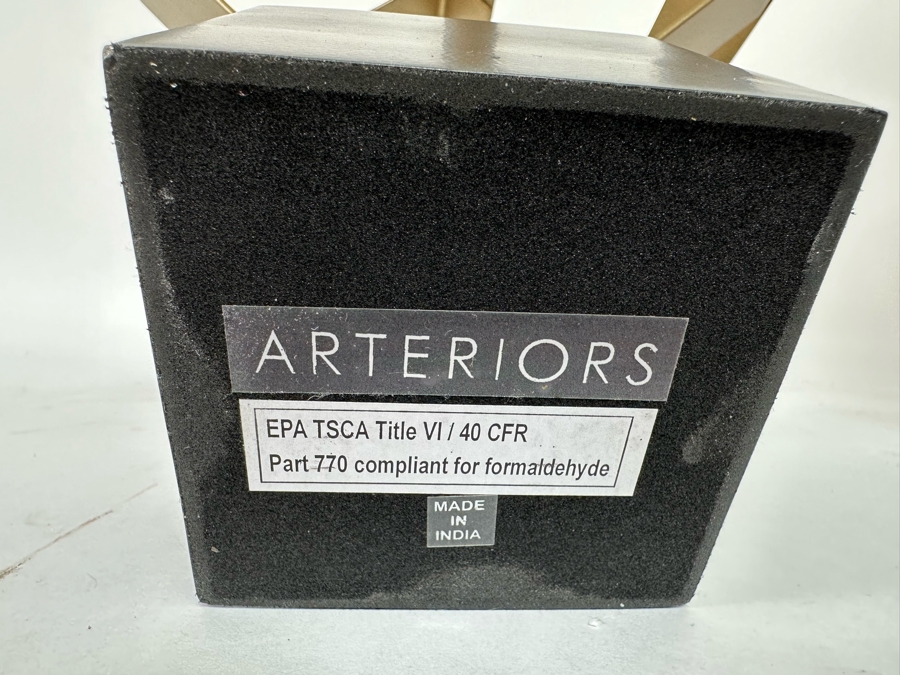 ARTERIORS
EPA TSCA Title VI / 40 CFR
Part 770 compliant for formaldehyde
MADE
IN
INDIA